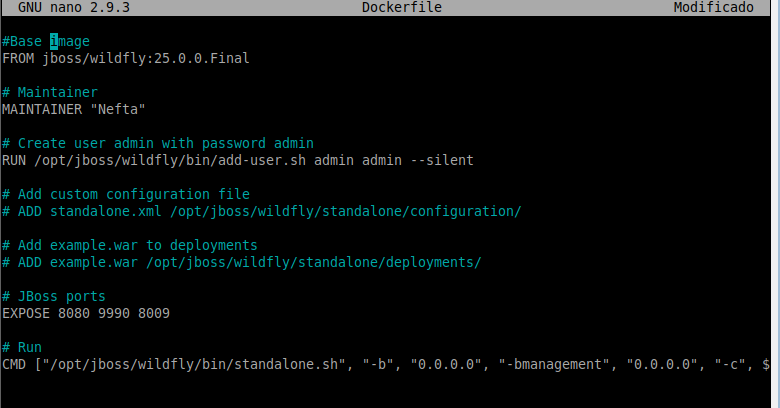 GNU nano 2.9.3 Dockerfile Modificado
#Base image
FROM jboss/wildfly:25.0.0.Final
# Maintainer
MAINTAINER "Nefta"
# Create user admin with password admin
RUN /opt/jboss/wildfly/bin/add-user.sh admin admin --silent
# Add custom configuration file
# ADD standalone.xml /opt/jboss/wildfly/standalone/configuration/
# Add example.war to deployments
# ADD example.war /opt/jboss/wildfly/standalone/deployments/
# JBoss ports
EXPOSE 8080 9990 8009
# Run
CMD ["/opt/jboss/wildfly/bin/standalone.sh", "-b", "0.0.0.0", "-bmanagement", "0.0.0.0", "-c", $